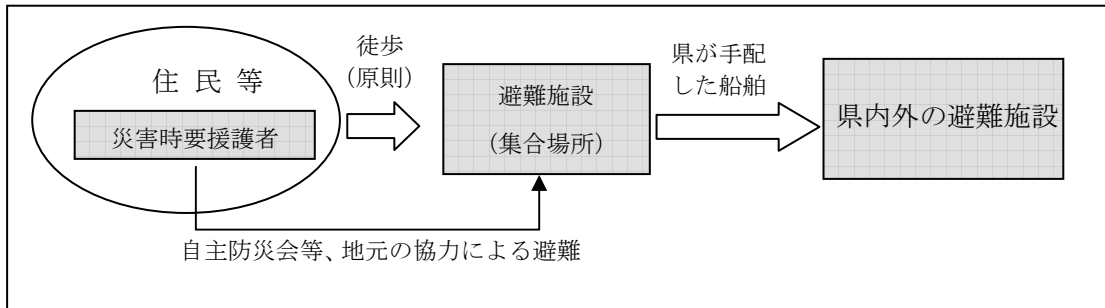 住 民 等
災害時要援護者
徒歩
(原則)
避難施設
(集合場所)
県が手配
した船舶
県内外の避難施設
自主防災会等、地元の協力による避難